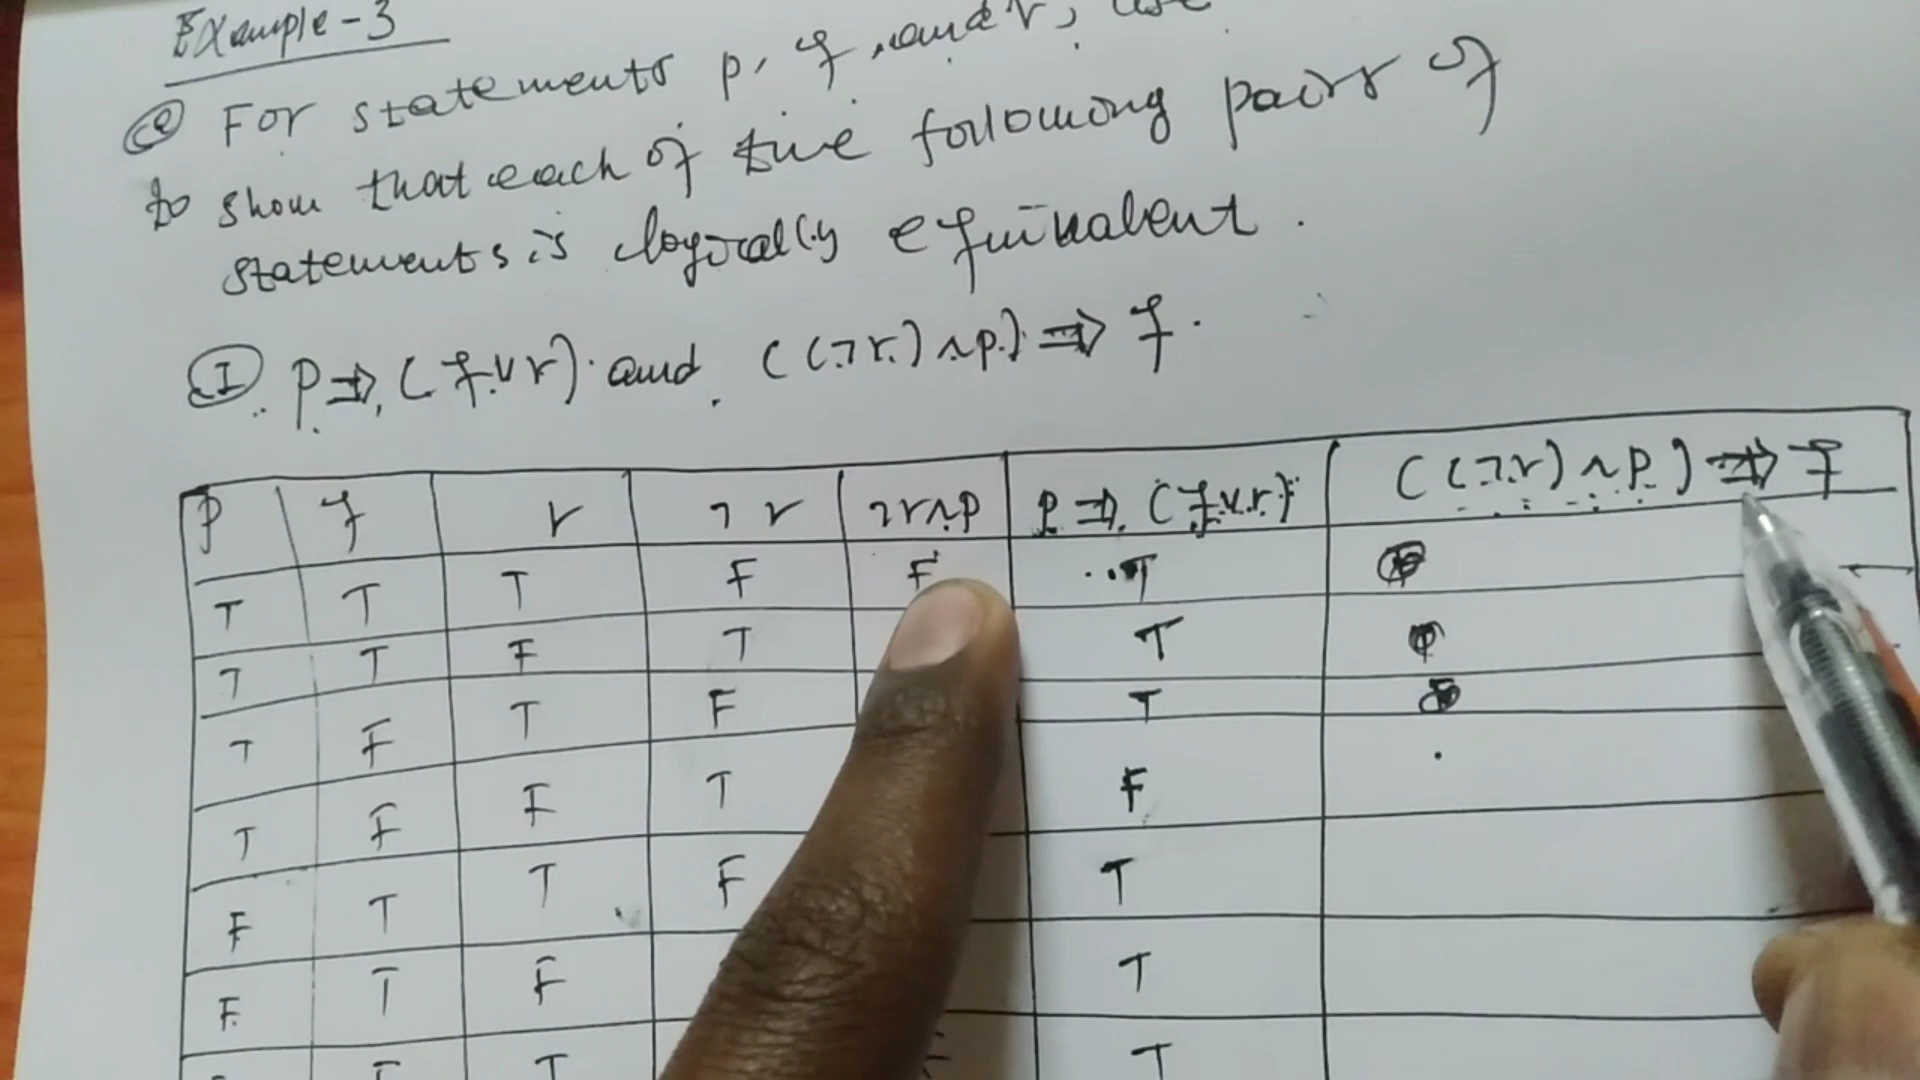 Example-3
ⓔ For statements p, q, and r, use
to show that each of the following pairs of
statements is logically equivalent.
Ⓘ p ⇒ (q ∨ r) and ((¬r) ∧ p) ⇒ q.
p q r ¬r ¬r∧p p ⇒ (q∨r) ((¬r) ∧ p) ⇒ q
T T T F F T
T T F T T
T F T F T
T F F T F
F T T F T
F T F T
T T